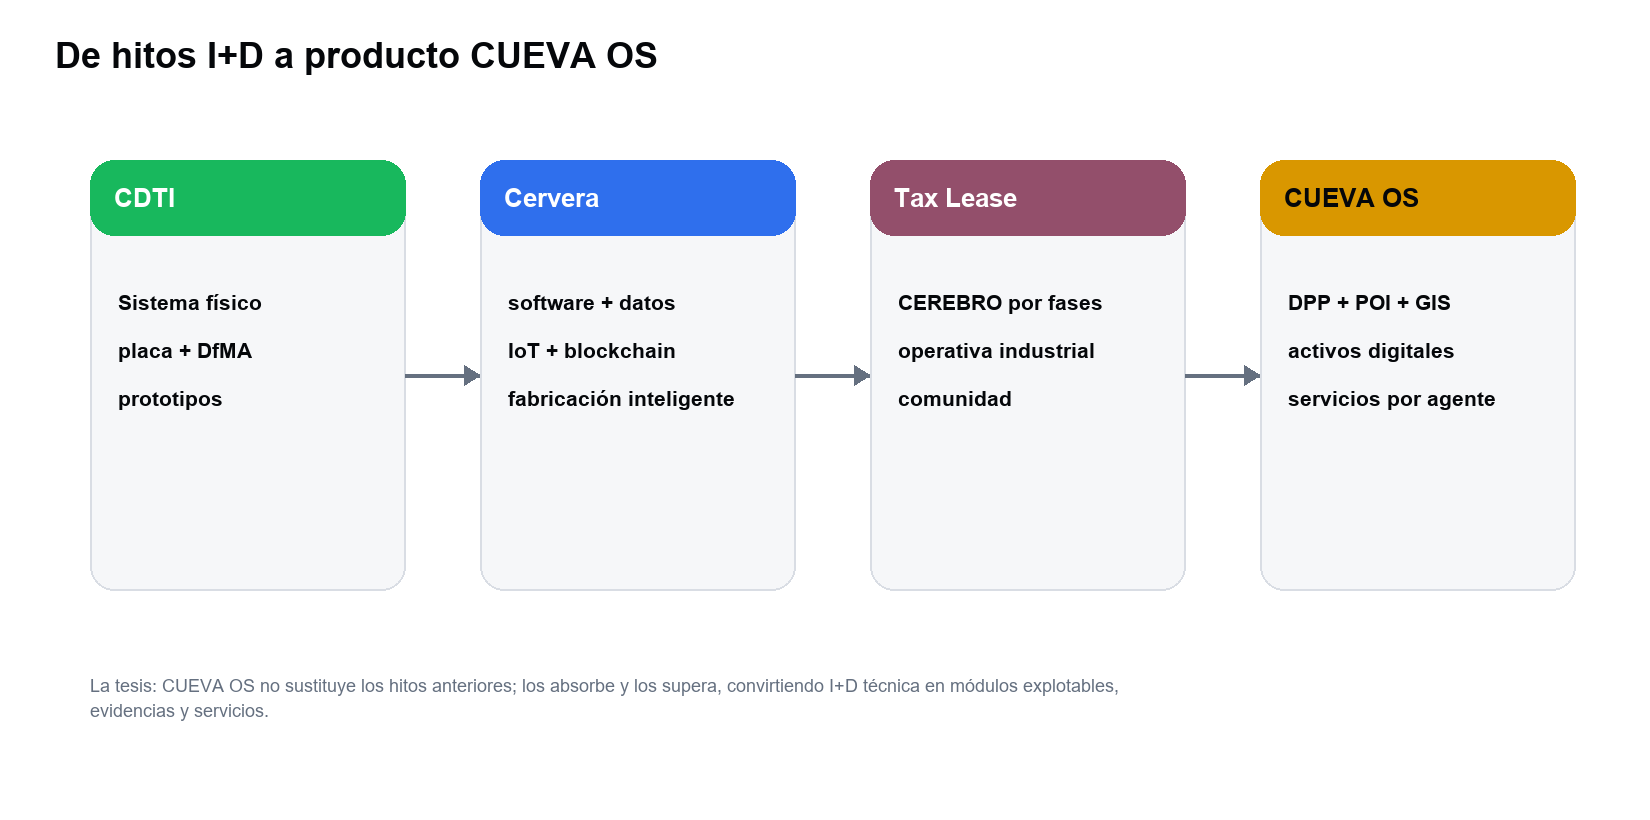 De hitos I+D a producto CUEVA OS
CDTI
Sistema físico
placa + DfMA
prototipos
Cervera
software + datos
IoT + blockchain
fabricación inteligente
Tax Lease
CEREBRO por fases
operativa industrial
comunidad
CUEVA OS
DPP + POI + GIS
activos digitales
servicios por agente
La tesis: CUEVA OS no sustituye los hitos anteriores; los absorbe y los supera, convirtiendo I+D técnica en módulos explotables,
evidencias y servicios.